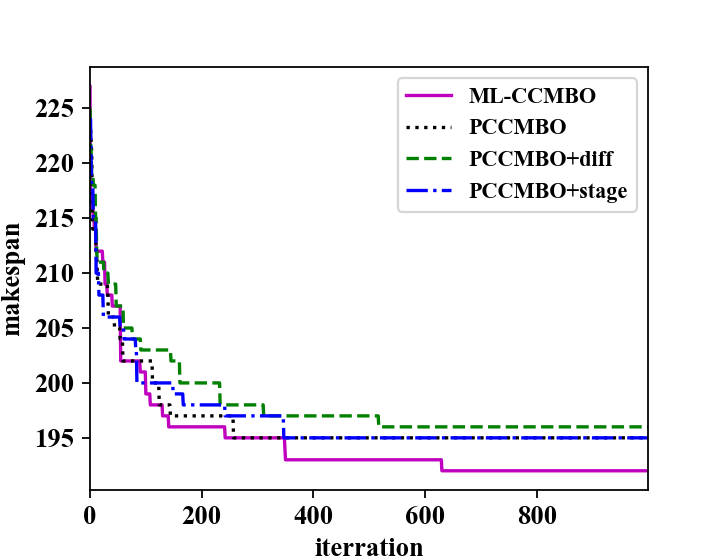 ML-CCMBO
PCCMBO
PCCMBO+diff
PCCMBO+stage
makespan
225
220
215
210
205
200
195
0 200 400 600 800
iterration